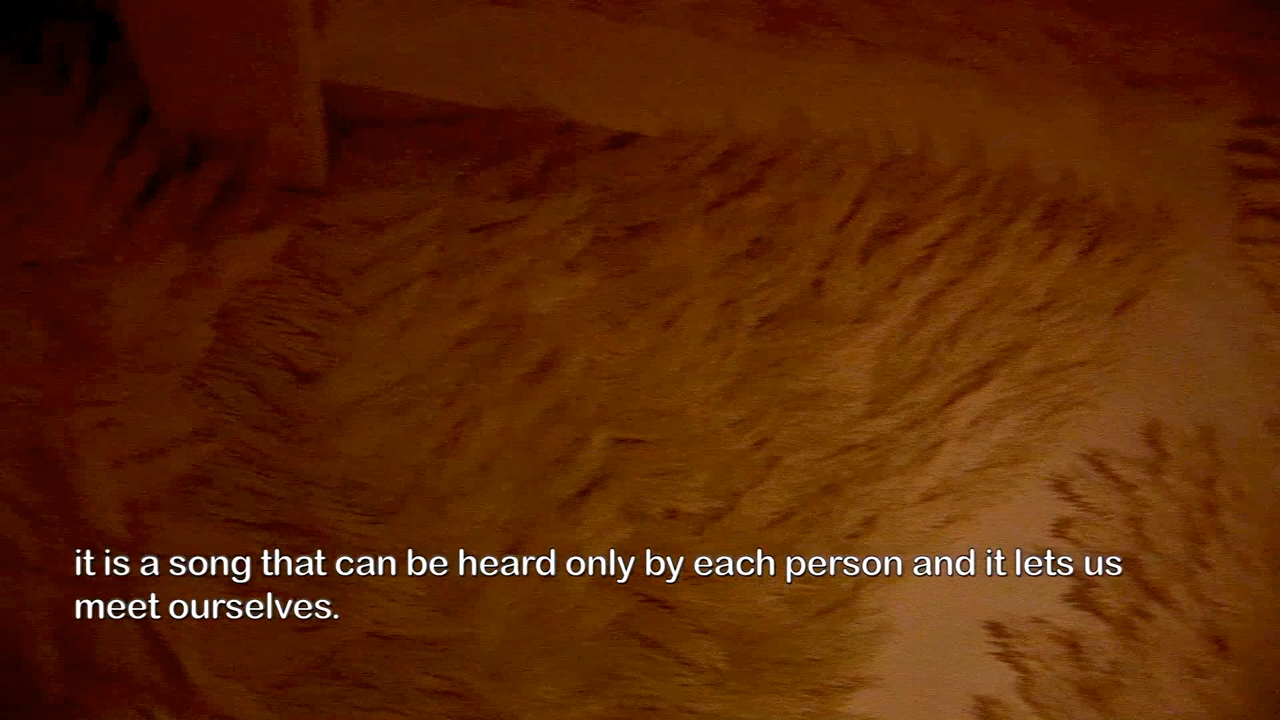 it is a song that can be heard only by each person and it lets us
meet ourselves.